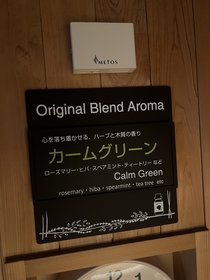 METOS
Original Blend Aroma
心を落ち着かせる、ハーブと木質の香り
カームグリーン
ローズマリー・ヒバ・スペアミント・ティートリー など
Calm Green
rosemary・hiba・spearmint・tea tree etc